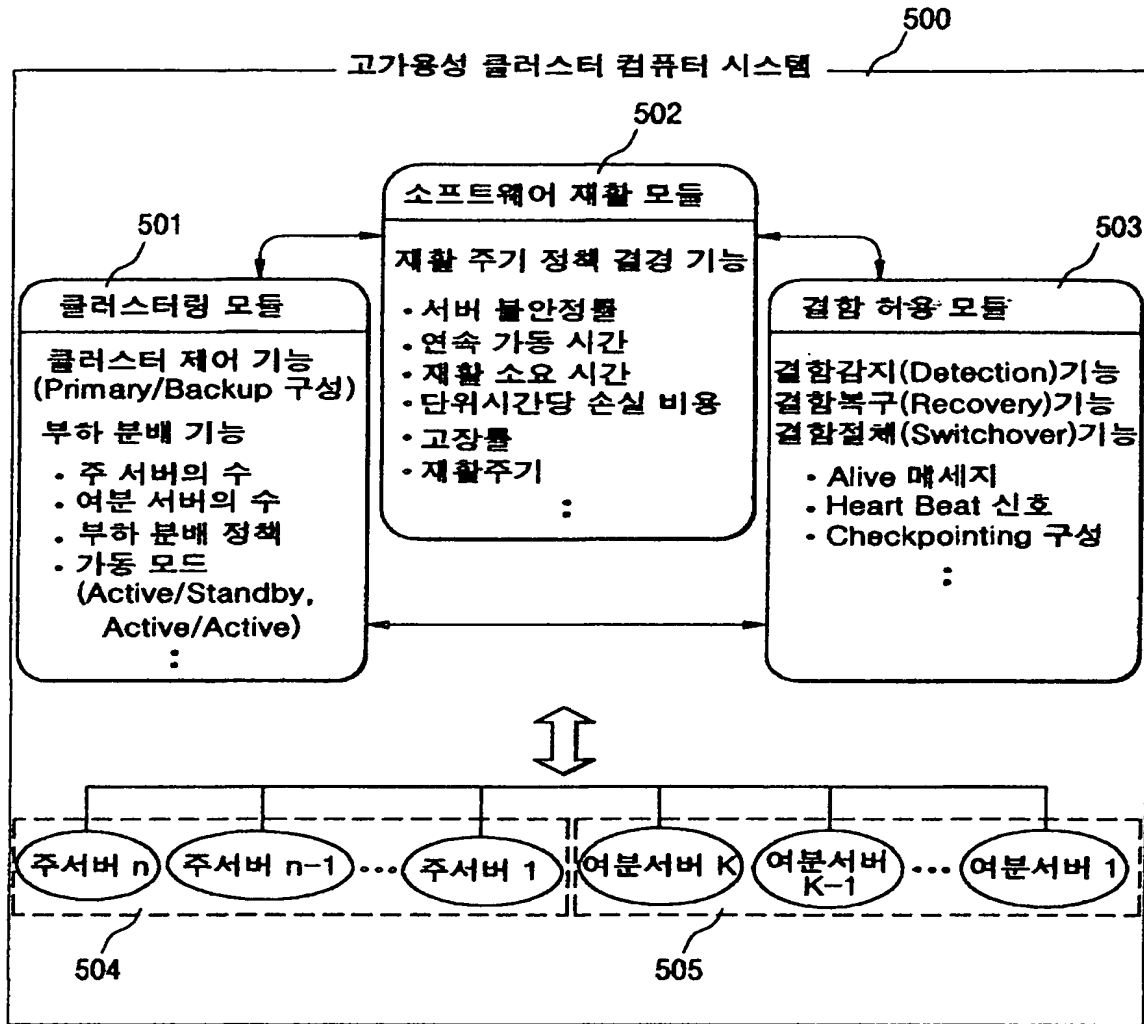 500
고가용성 클러스터 컴퓨터 시스템
502
소프트웨어 재활 모듈
재활 주기 정책 결경 기능
• 서버 불안정률
• 연속 가동 시간
• 재활 소요 시간
• 단위시간당 손실 비용
• 고장률
• 재활주기
:
501
클러스터링 모듈
클러스터 제어 기능
(Primary/Backup 구성)
부하 분배 기능
• 주 서버의 수
• 여분 서버의 수
• 부하 분배 정책
• 가동 모드
(Active/Standby,
Active/Active)
:
503
결함 허용 모듈
결함감지(Detection)기능
결함복구(Recovery)기능
결함절체(Switchover)기능
• Alive 메세지
• Heart Beat 신호
• Checkpointing 구성
:
주서버 n
주서버 n-1
...
주서버 1
여분서버 K
여분서버
K-1
...
여분서버 1
504
505